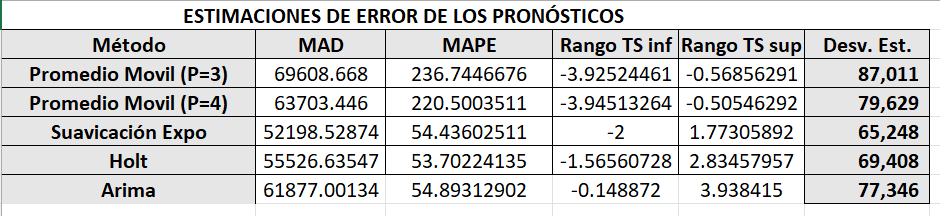 ESTIMACIONES DE ERROR DE LOS PRONÓSTICOS
Método MAD MAPE Rango TS inf Rango TS sup Desv. Est.
Promedio Movil (P=3) 69608.668 236.7446676 -3.92524461 -0.56856291 87,011
Promedio Movil (P=4) 63703.446 220.5003511 -3.94513264 -0.50546292 79,629
Suavicación Expo 52198.52874 54.43602511 -2 1.77305892 65,248
Holt 55526.63547 53.70224135 -1.56560728 2.83457957 69,408
Arima 61877.00134 54.89312902 -0.148872 3.938415 77,346